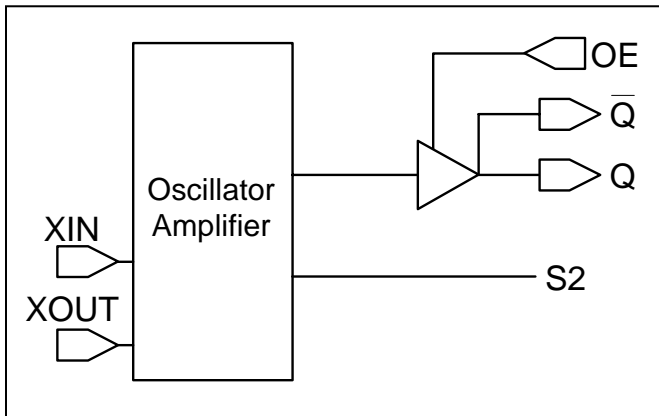 OE
Q̅
Q
Oscillator
Amplifier
XIN
S2
XOUT